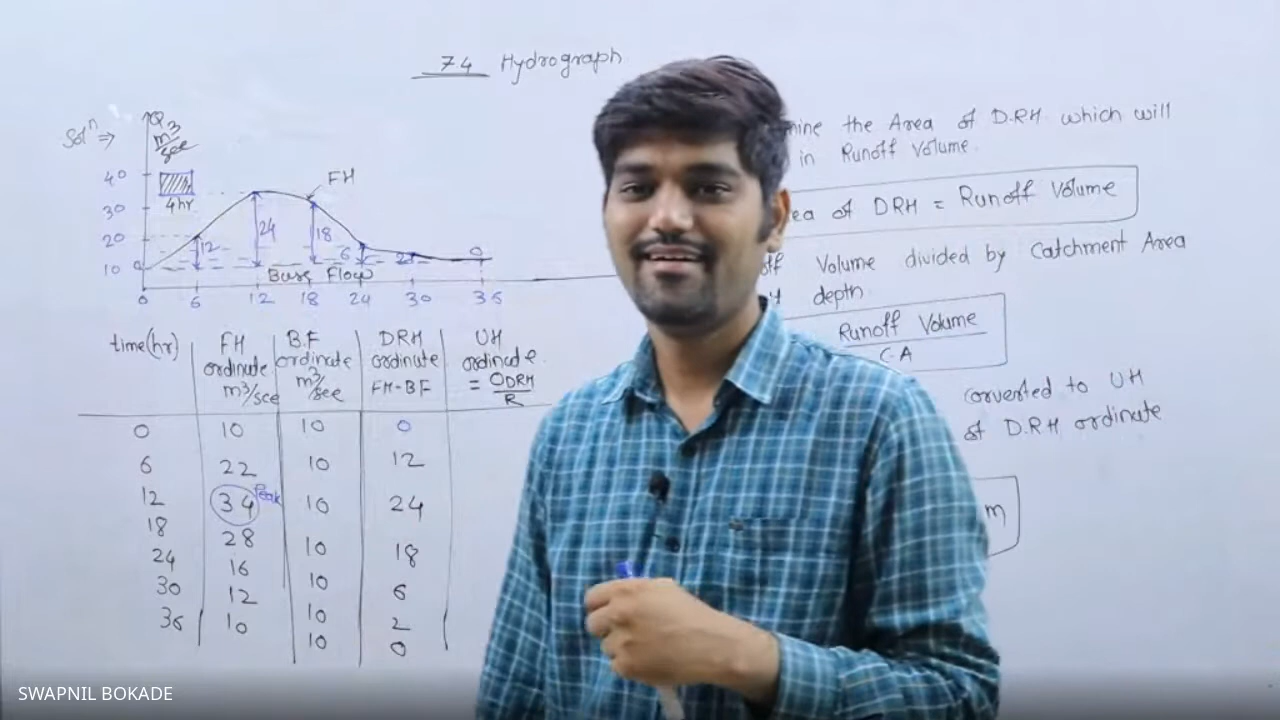 74 Hydrograph
Solⁿ ⇒
Q m³/sec
40
30
20
10
4hr
FH
12
24
18
6
2
0
Base Flow
0 6 12 18 24 30 36
time(hr)
FH ordinate m³/sec
B.F ordinate m³/sec
DRH ordinate FH-BF
UH ordinate = ODRH/R
0 10 10 0
6 22 10 12
12 34 Peak 10 24
18 28 10 18
24 16 10 6
30 12 10 2
36 10 10 0
the Area of D.R.H which will
in Runoff Volume.
of DRH = Runoff Volume
Volume divided by Catchment Area
depth
Runoff Volume
C.A
converted to UH
of D.R.H ordinate
m
SWAPNIL BOKADE